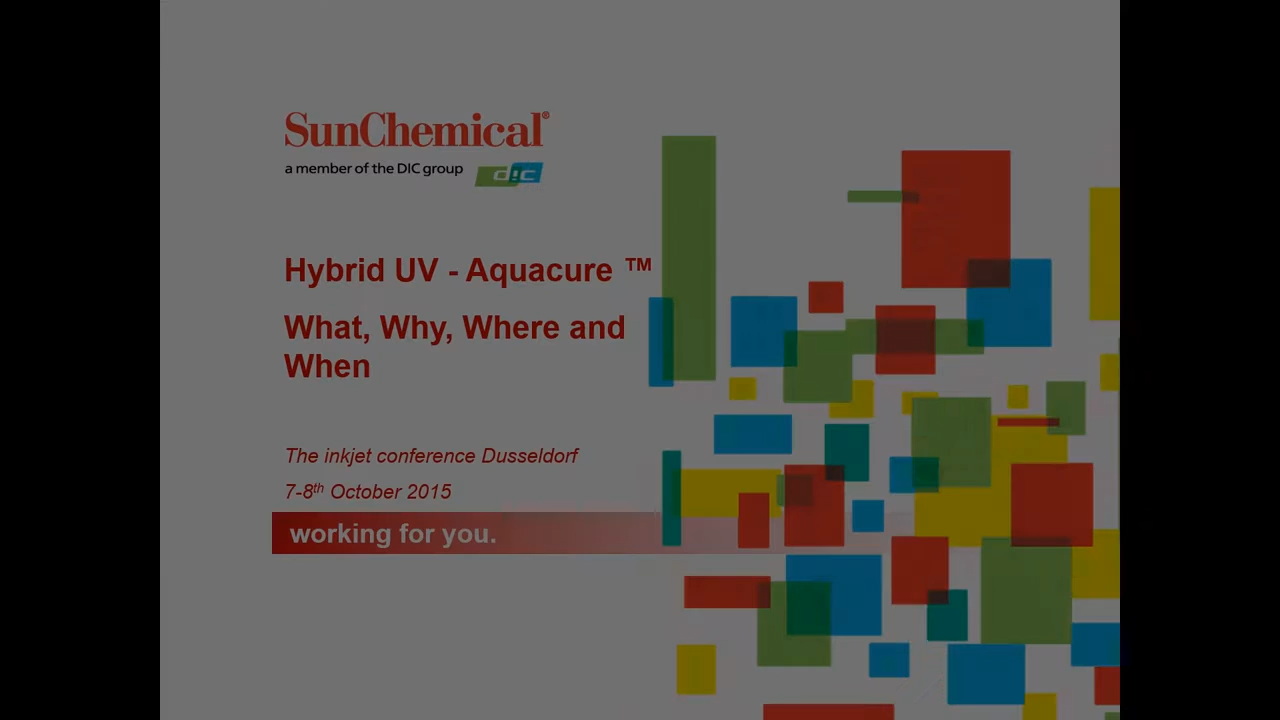 SunChemical®
a member of the DIC group dic
Hybrid UV - Aquacure ™
What, Why, Where and
When
The inkjet conference Dusseldorf
7-8th October 2015
working for you.